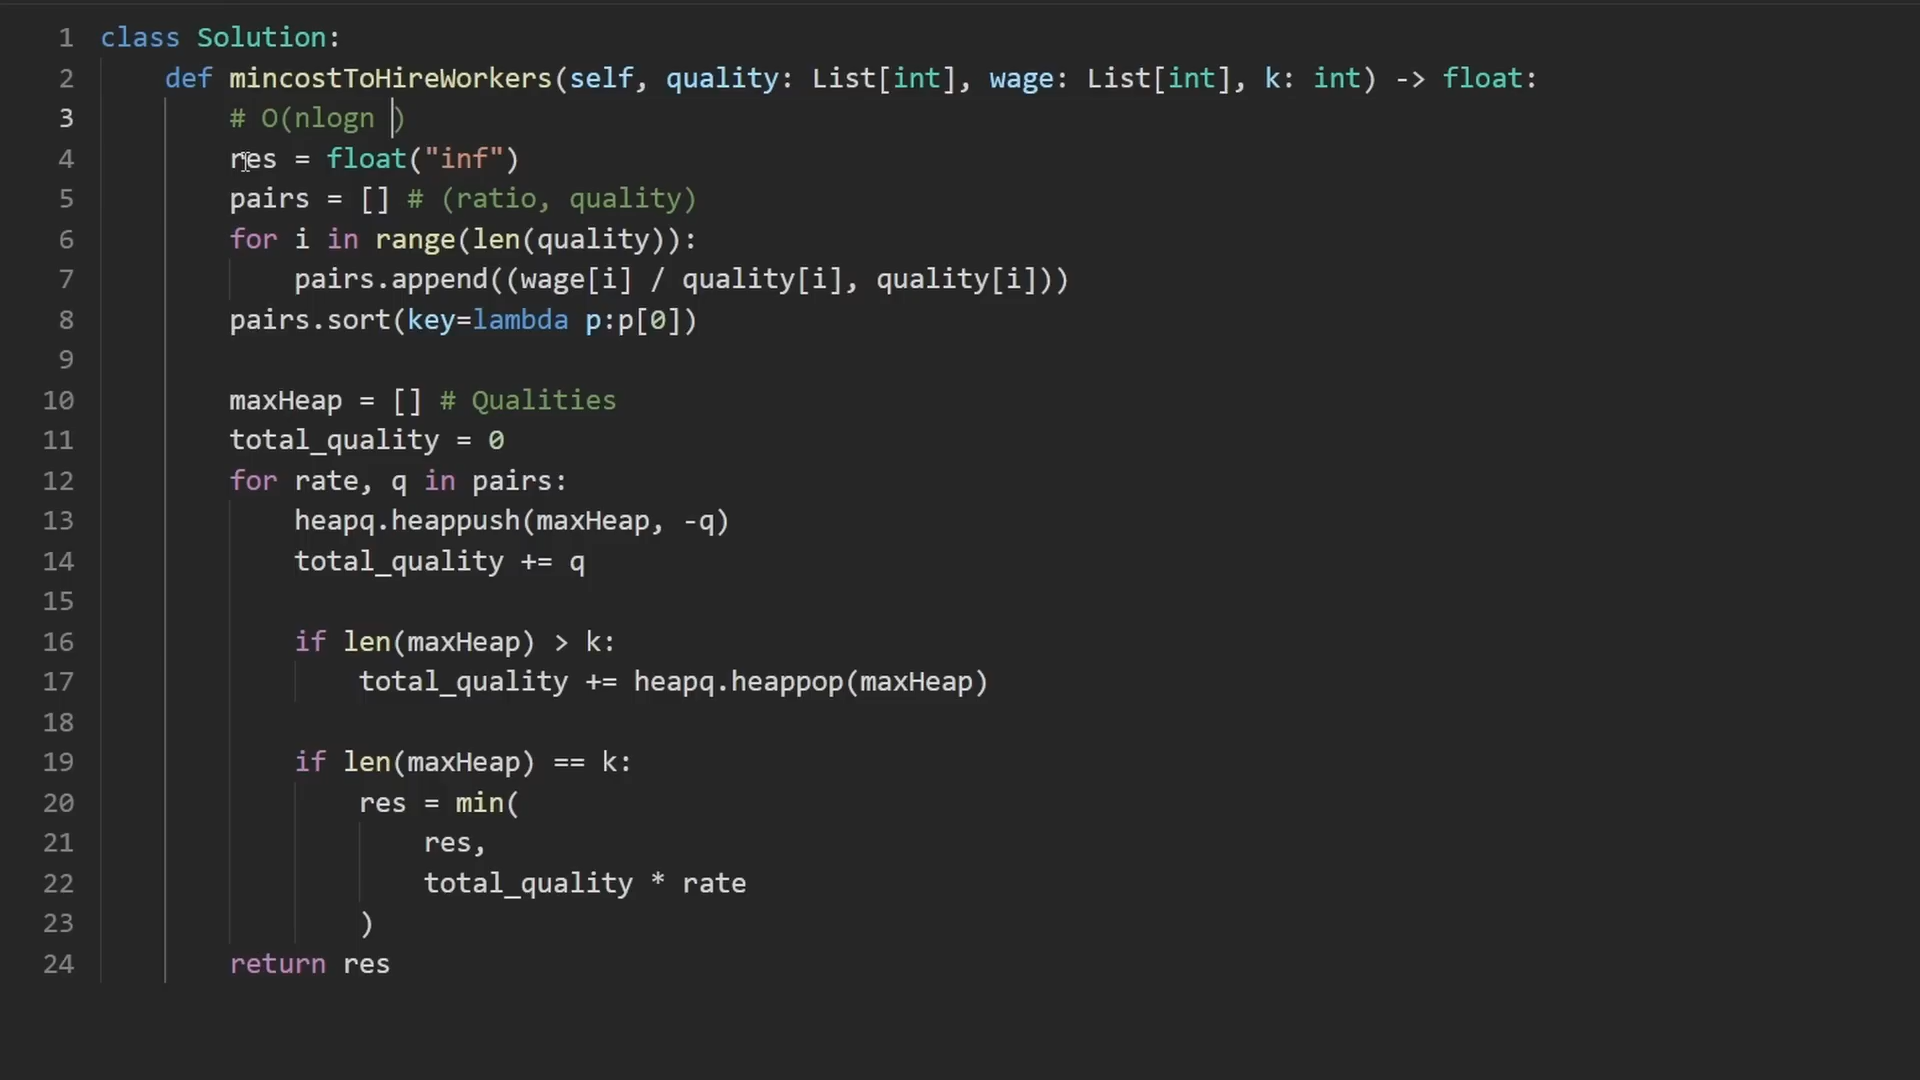 1 class Solution:
2 def mincostToHireWorkers(self, quality: List[int], wage: List[int], k: int) -> float:
3 # O(nlogn )
4 res = float("inf")
5 pairs = [] # (ratio, quality)
6 for i in range(len(quality)):
7 pairs.append((wage[i] / quality[i], quality[i]))
8 pairs.sort(key=lambda p:p[0])
9
10 maxHeap = [] # Qualities
11 total_quality = 0
12 for rate, q in pairs:
13 heapq.heappush(maxHeap, -q)
14 total_quality += q
15
16 if len(maxHeap) > k:
17 total_quality += heapq.heappop(maxHeap)
18
19 if len(maxHeap) == k:
20 res = min(
21 res,
22 total_quality * rate
23 )
24 return res